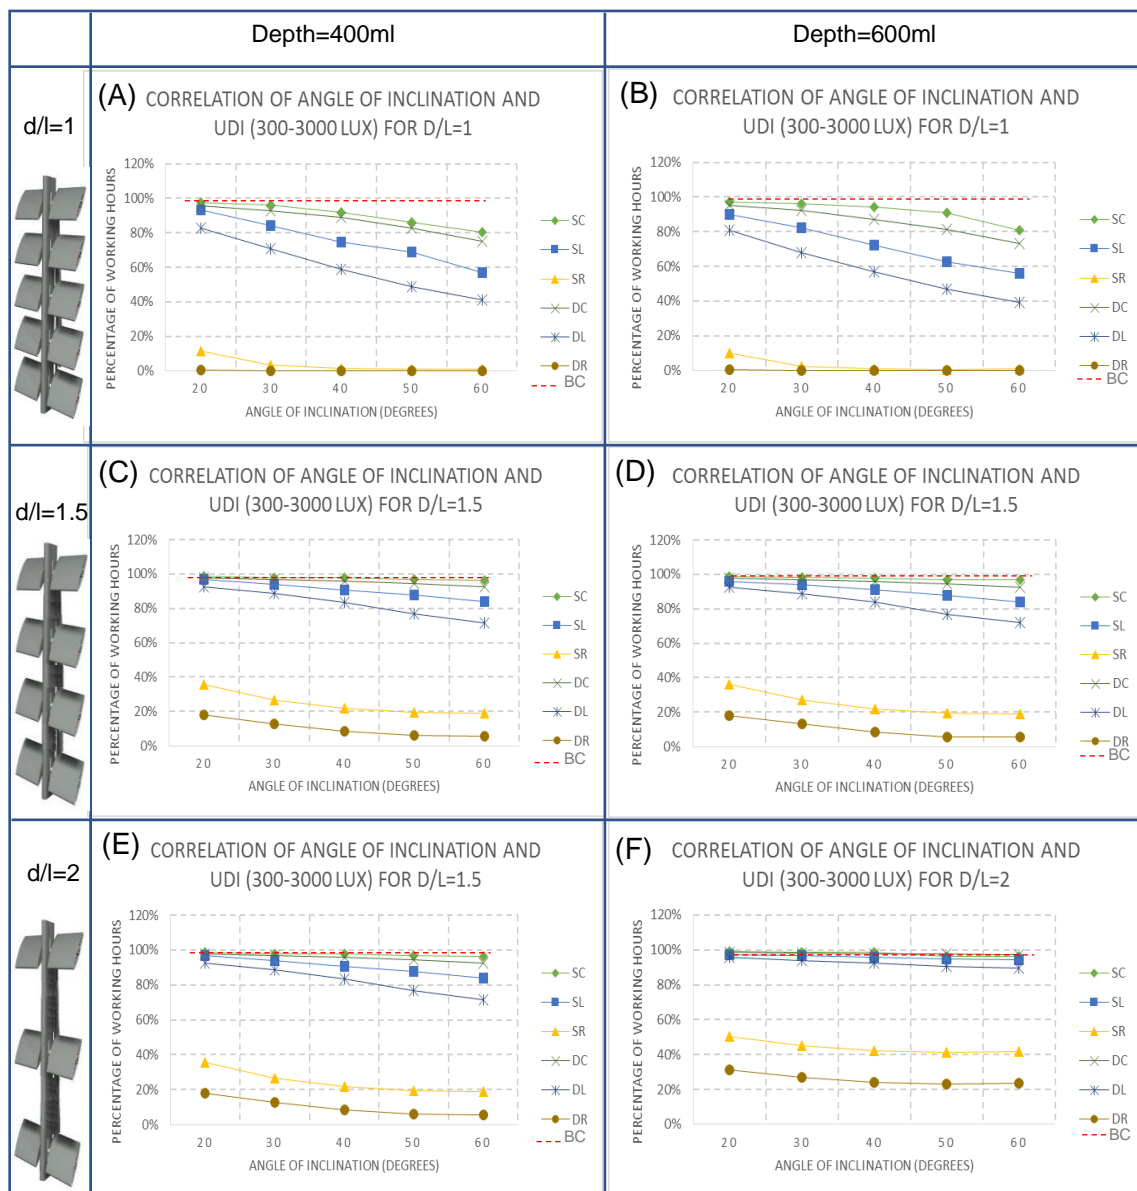 Depth=400ml
Depth=600ml
d/l=1
(A) CORRELATION OF ANGLE OF INCLINATION AND
UDI (300-3000 LUX) FOR D/L=1
PERCENTAGE OF WORKING HOURS
120%
100%
80%
60%
40%
20%
0%
20 30 40 50 60
ANGLE OF INCLINATION (DEGREES)
SC
SL
SR
DC
DL
DR
BC
(B) CORRELATION OF ANGLE OF INCLINATION AND
UDI (300-3000 LUX) FOR D/L=1
PERCENTAGE OF WORKING HOURS
120%
100%
80%
60%
40%
20%
0%
20 30 40 50 60
ANGLE OF INCLINATION (DEGREES)
SC
SL
SR
DC
DL
DR
BC
d/l=1.5
(C) CORRELATION OF ANGLE OF INCLINATION AND
UDI (300-3000 LUX) FOR D/L=1.5
PERCENTAGE OF WORKING HOURS
120%
100%
80%
60%
40%
20%
0%
20 30 40 50 60
ANGLE OF INCLINATION (DEGREES)
SC
SL
SR
DC
DL
DR
BC
(D) CORRELATION OF ANGLE OF INCLINATION AND
UDI (300-3000 LUX) FOR D/L=1.5
PERCENTAGE OF WORKING HOURS
120%
100%
80%
60%
40%
20%
0%
20 30 40 50 60
ANGLE OF INCLINATION (DEGREES)
SC
SL
SR
DC
DL
DR
BC
d/l=2
(E) CORRELATION OF ANGLE OF INCLINATION AND
UDI (300-3000 LUX) FOR D/L=1.5
PERCENTAGE OF WORKING HOURS
120%
100%
80%
60%
40%
20%
0%
20 30 40 50 60
ANGLE OF INCLINATION (DEGREES)
SC
SL
SR
DC
DL
DR
BC
(F) CORRELATION OF ANGLE OF INCLINATION AND
UDI (300-3000 LUX) FOR D/L=2
PERCENTAGE OF WORKING HOURS
120%
100%
80%
60%
40%
20%
0%
20 30 40 50 60
ANGLE OF INCLINATION (DEGREES)
SC
SL
SR
DC
DL
DR
BC